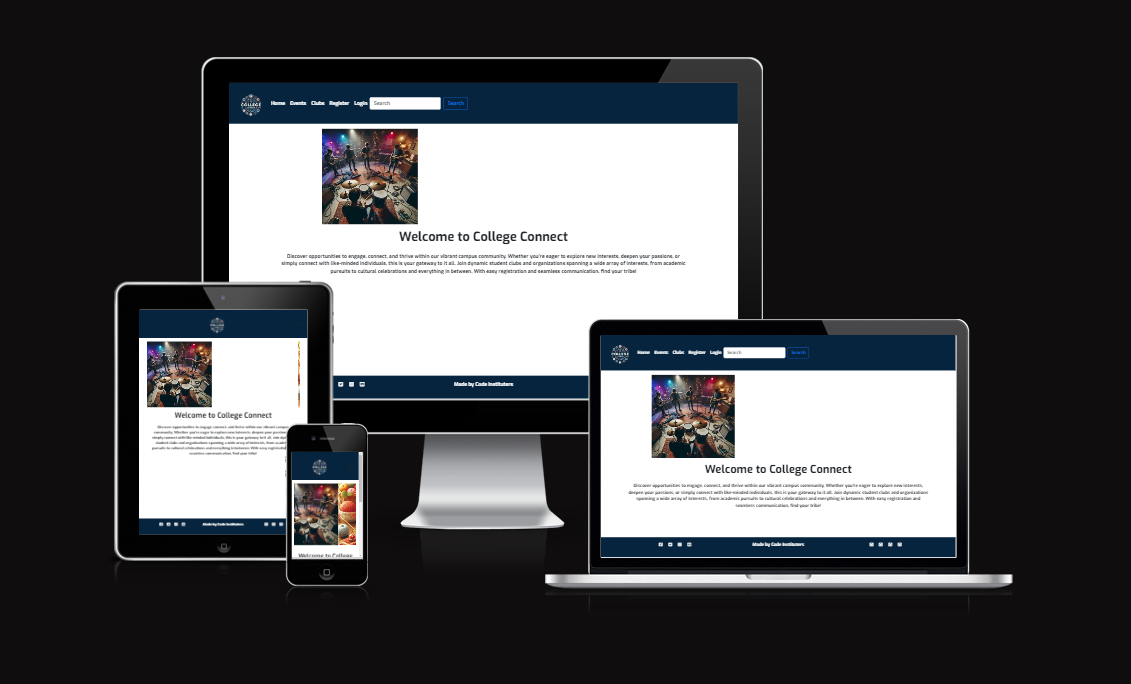 COLLEGE
Home Events Clubs Register Login Search Search
Welcome to College Connect
Discover opportunities to engage, connect, and thrive within our vibrant campus community. Whether you're eager to explore new interests, deepen your passions, or
simply connect with like-minded individuals, this is your gateway to it all. Join dynamic student clubs and organizations spanning a wide array of interests, from academic
pursuits to cultural celebrations and everything in between. With easy registration and seamless communication, find your tribe!
Made by Code Instituters
Welcome to College Connect
Discover opportunities to engage, connect, and thrive within our vibrant campus
community. Whether you're eager to explore new interests, deepen your passions, or
simply connect with like-minded individuals, this is your gateway to it all. Join dynamic
student clubs and organizations spanning a wide array of interests, from academic
pursuits to cultural celebrations and everything in between. With easy registration and
seamless communication, find your tribe!
Made by Code Instituters
Welcome to College
COLLEGE
Home Events Clubs Register Login Search Search
Welcome to College Connect
Discover opportunities to engage, connect, and thrive within our vibrant campus community. Whether you're eager to explore new interests,
deepen your passions, or simply connect with like-minded individuals, this is your gateway to it all. Join dynamic student clubs and organizations
spanning a wide array of interests, from academic pursuits to cultural celebrations and everything in between. With easy registration and
seamless communication, find your tribe!
Made by Code Instituters